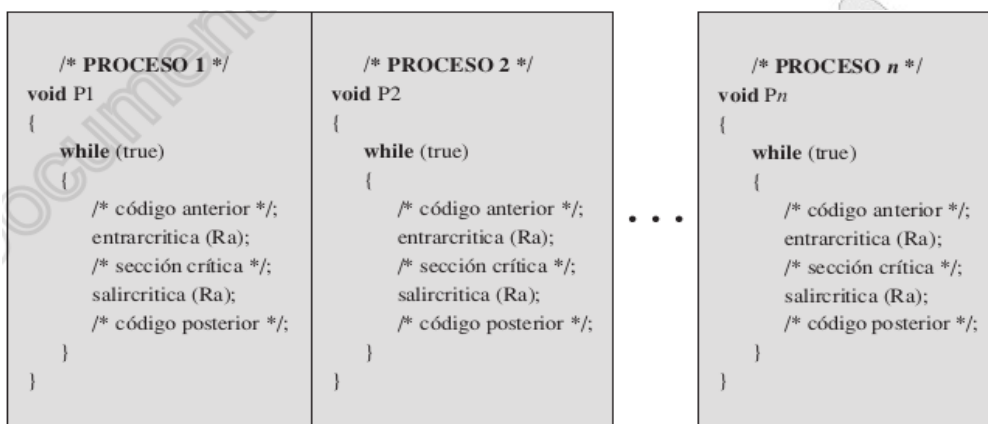 /* PROCESO 1 */
void P1
{
while (true)
{
/* código anterior */;
entrarcritica (Ra);
/* sección crítica */;
salircritica (Ra);
/* código posterior */;
}
}
/* PROCESO 2 */
void P2
{
while (true)
{
/* código anterior */;
entrarcritica (Ra);
/* sección crítica */;
salircritica (Ra);
/* código posterior */;
}
}
• • •
/* PROCESO n */
void Pn
{
while (true)
{
/* código anterior */;
entrarcritica (Ra);
/* sección crítica */;
salircritica (Ra);
/* código posterior */;
}
}